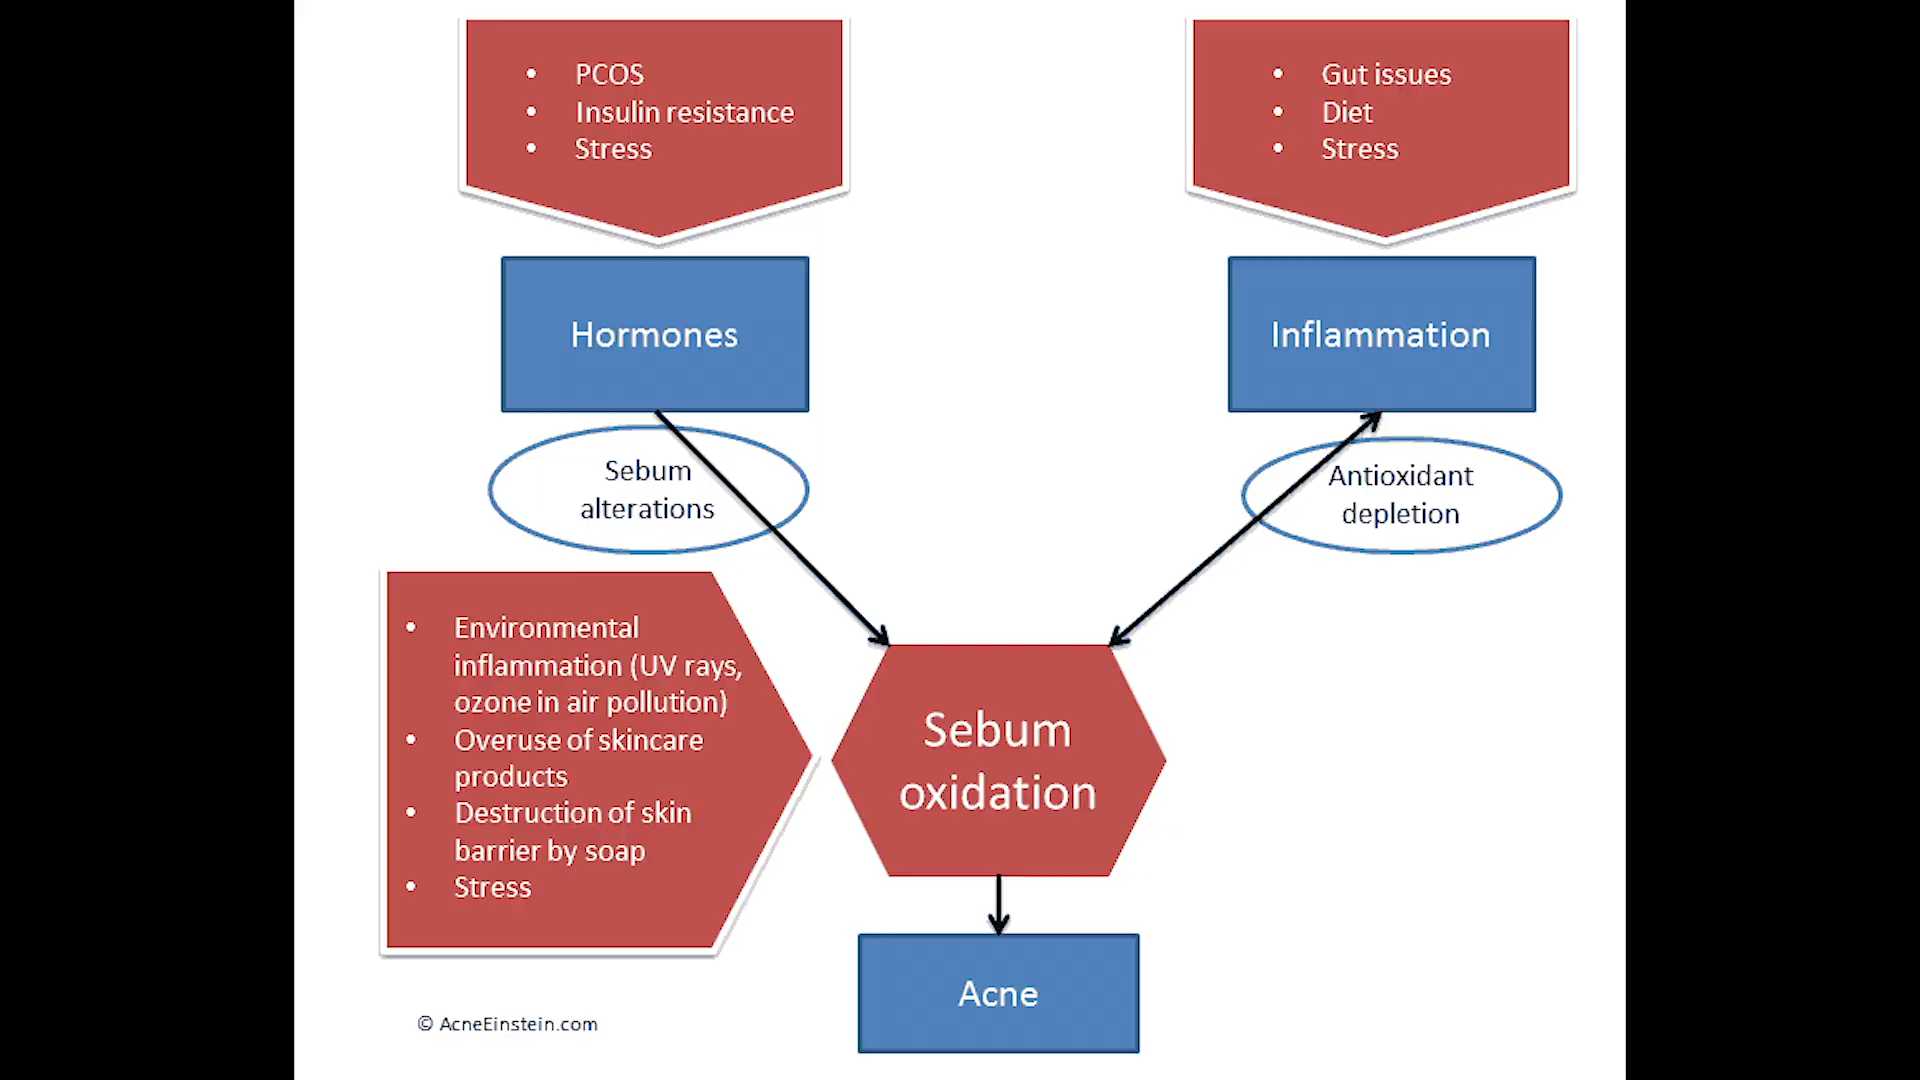 • PCOS
• Insulin resistance
• Stress
• Gut issues
• Diet
• Stress
Hormones
Inflammation
Sebum
alterations
Antioxidant
depletion
• Environmental
inflammation (UV rays,
ozone in air pollution)
• Overuse of skincare
products
• Destruction of skin
barrier by soap
• Stress
Sebum
oxidation
Acne
© AcneEinstein.com